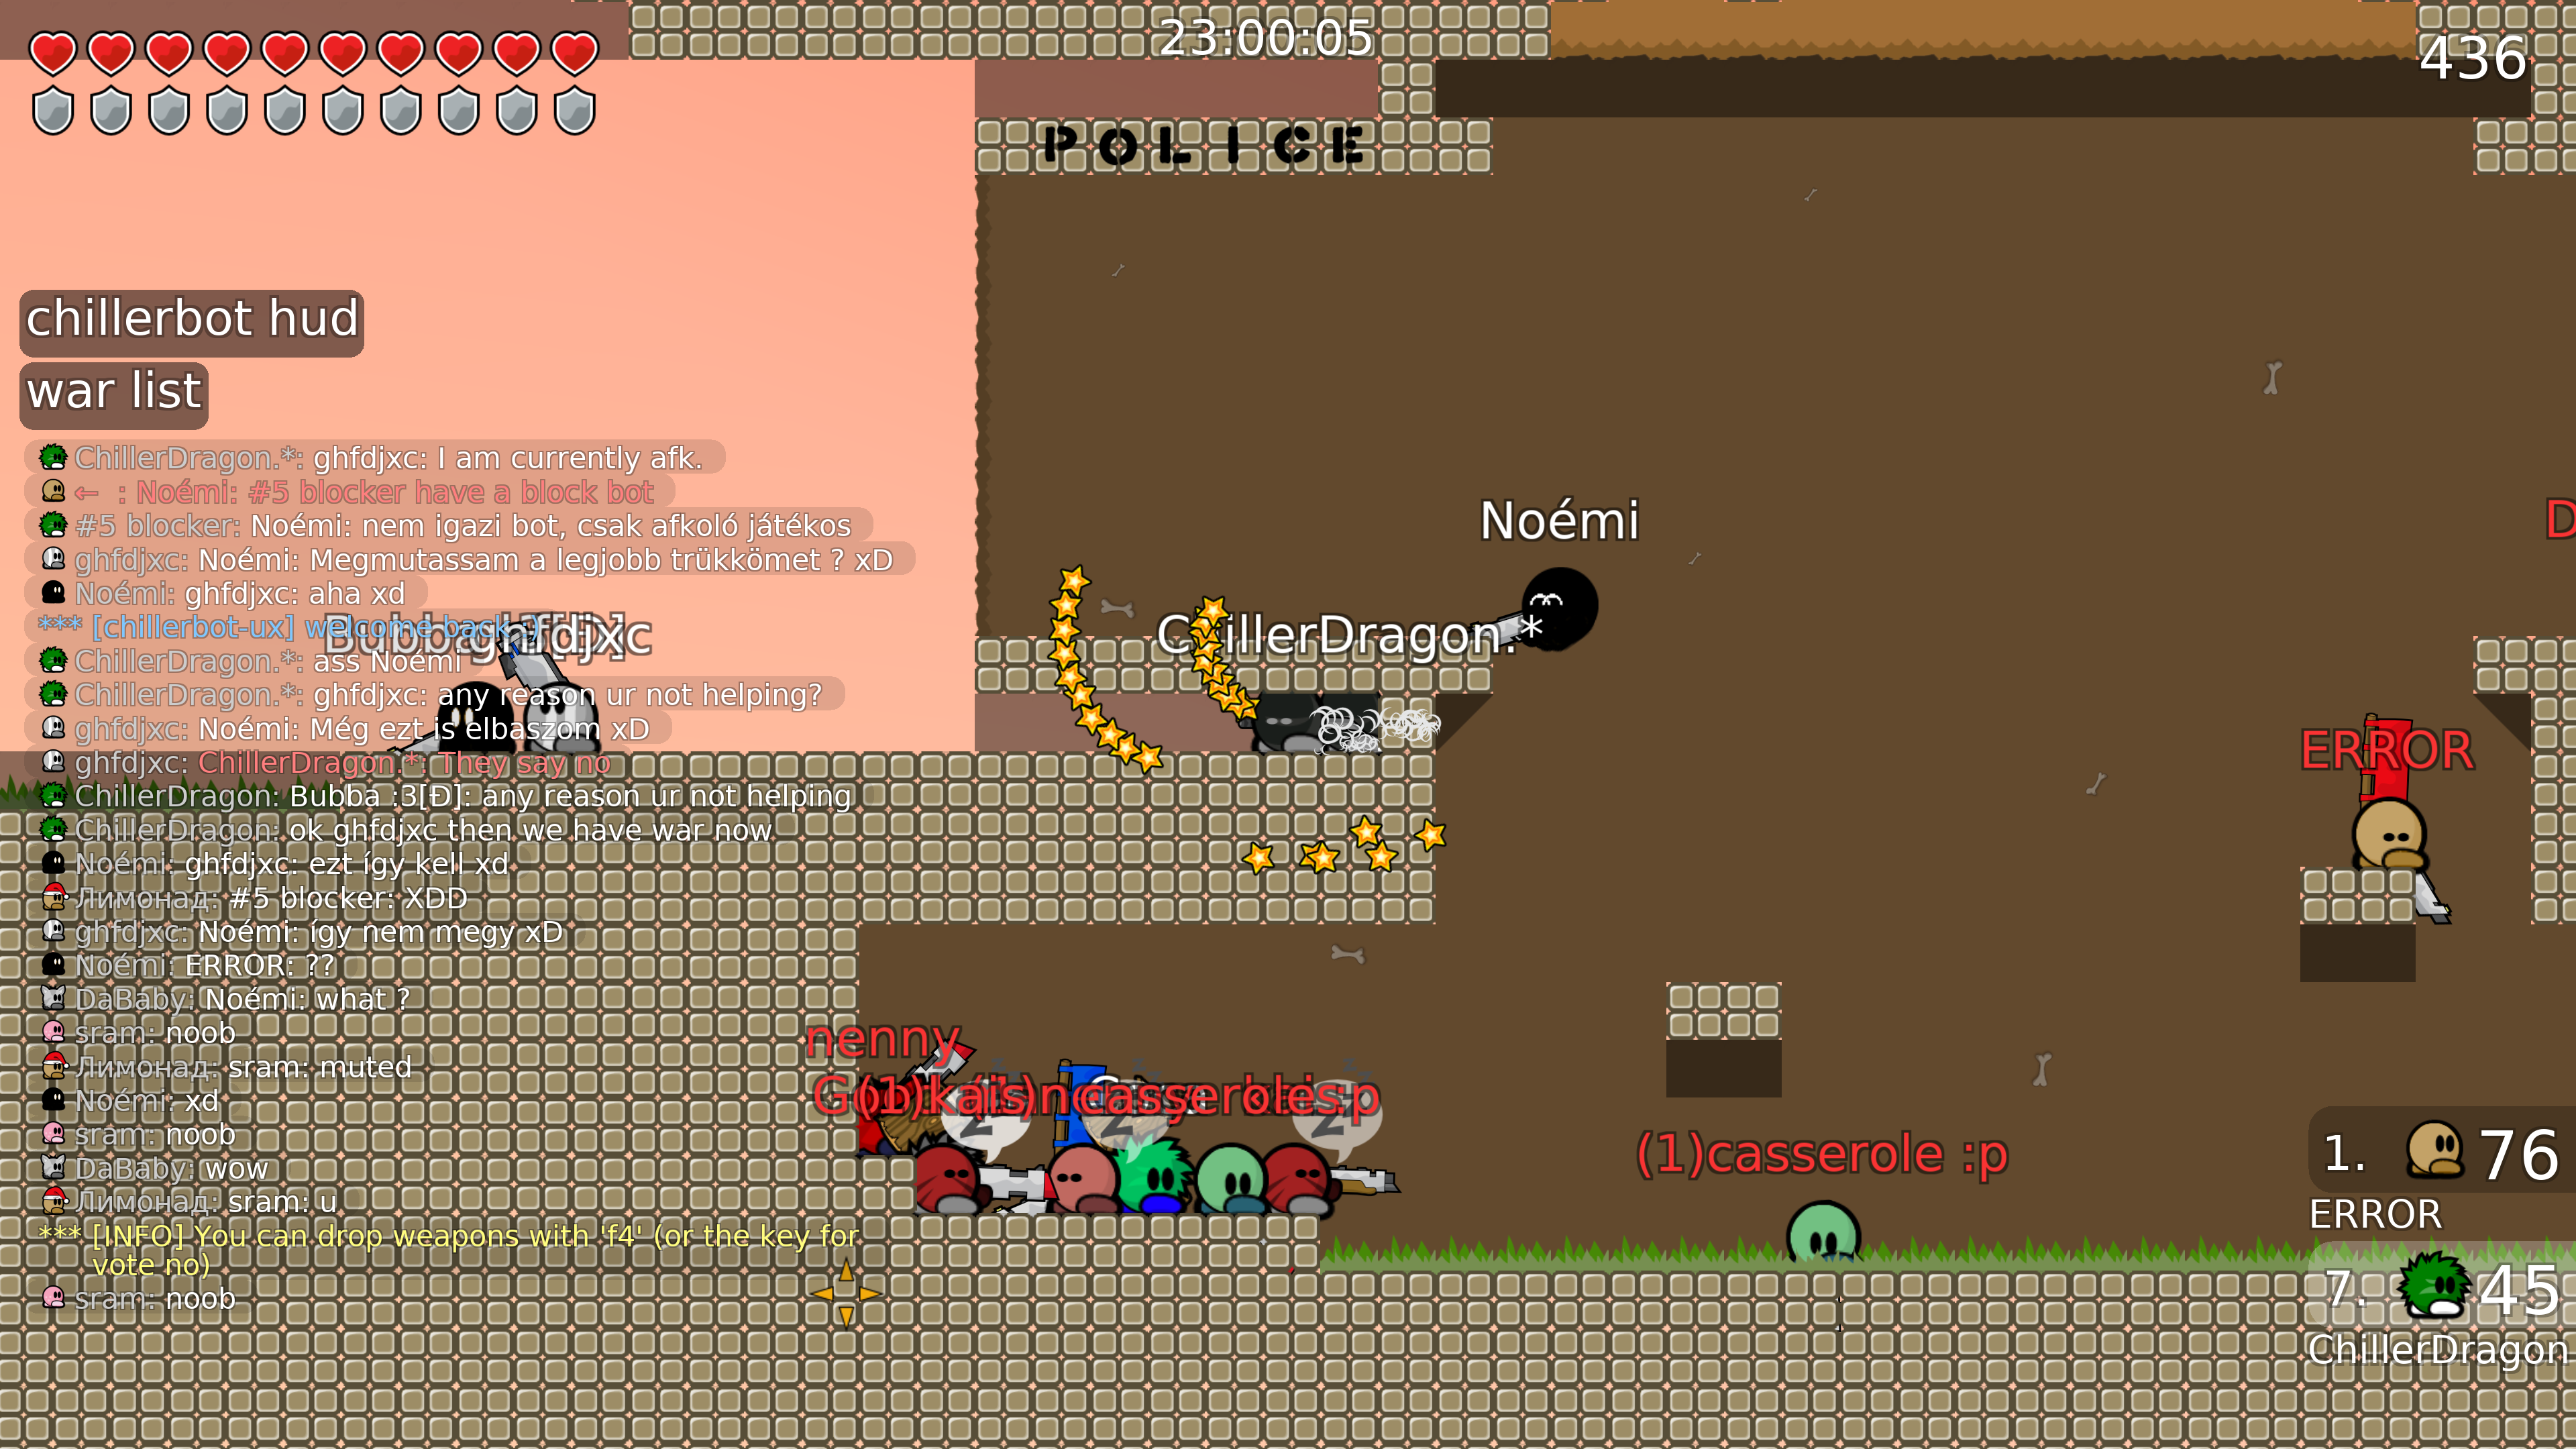 23:00:05
436
POLICE
chillerbot hud
war list
ChillerDragon.*: ghfdjxc: I am currently afk.
← : Noémi: #5 blocker have a block bot
#5 blocker: Noémi: nem igazi bot, csak afkoló játékos
ghfdjxc: Noémi: Megmutassam a legjobb trükkömet ? xD
Noémi: ghfdjxc: aha xd
*** [chillerbot-ux] welcome back :)
ChillerDragon.*: ass Noémi
ChillerDragon.*: ghfdjxc: any reason ur not helping?
ghfdjxc: Noémi: Még ezt is elbaszom xD
ghfdjxc: ChillerDragon.*: They say no
ChillerDragon: Bubba :3[Đ]: any reason ur not helping
ChillerDragon: ok ghfdjxc then we have war now
Noémi: ghfdjxc: ezt így kell xd
Лимонад: #5 blocker: XDD
ghfdjxc: Noémi: így nem megy xD
Noémi: ERROR: ??
DaBaby: Noémi: what ?
sram: noob
Лимонад: sram: muted
Noémi: xd
sram: noob
DaBaby: wow
Лимонад: sram: u
*** [INFO] You can drop weapons with 'f4' (or the key for
vote no)
sram: noob
Noémi
ChillerDragon.*
ghfdjxc
D
ERROR
nenny
(1)casserole :p
1. 76
ERROR
7. 45
ChillerDragon